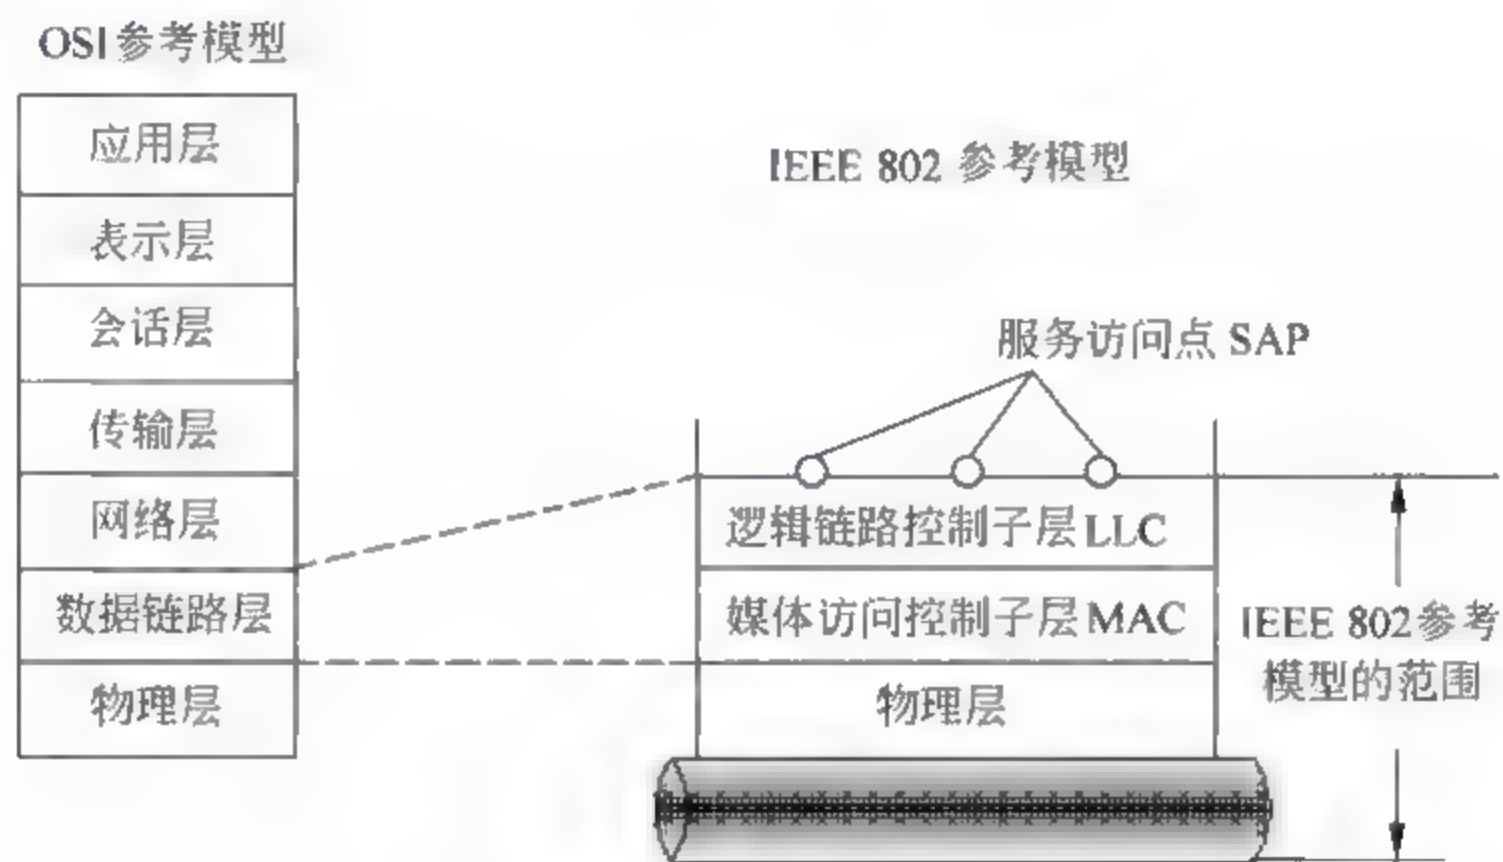 OSI参考模型
应用层
表示层
会话层
传输层
网络层
数据链路层
物理层
IEEE 802 参考模型
服务访问点 SAP
逻辑链路控制子层LLC
媒体访问控制子层MAC
物理层
IEEE 802参考
模型的范围